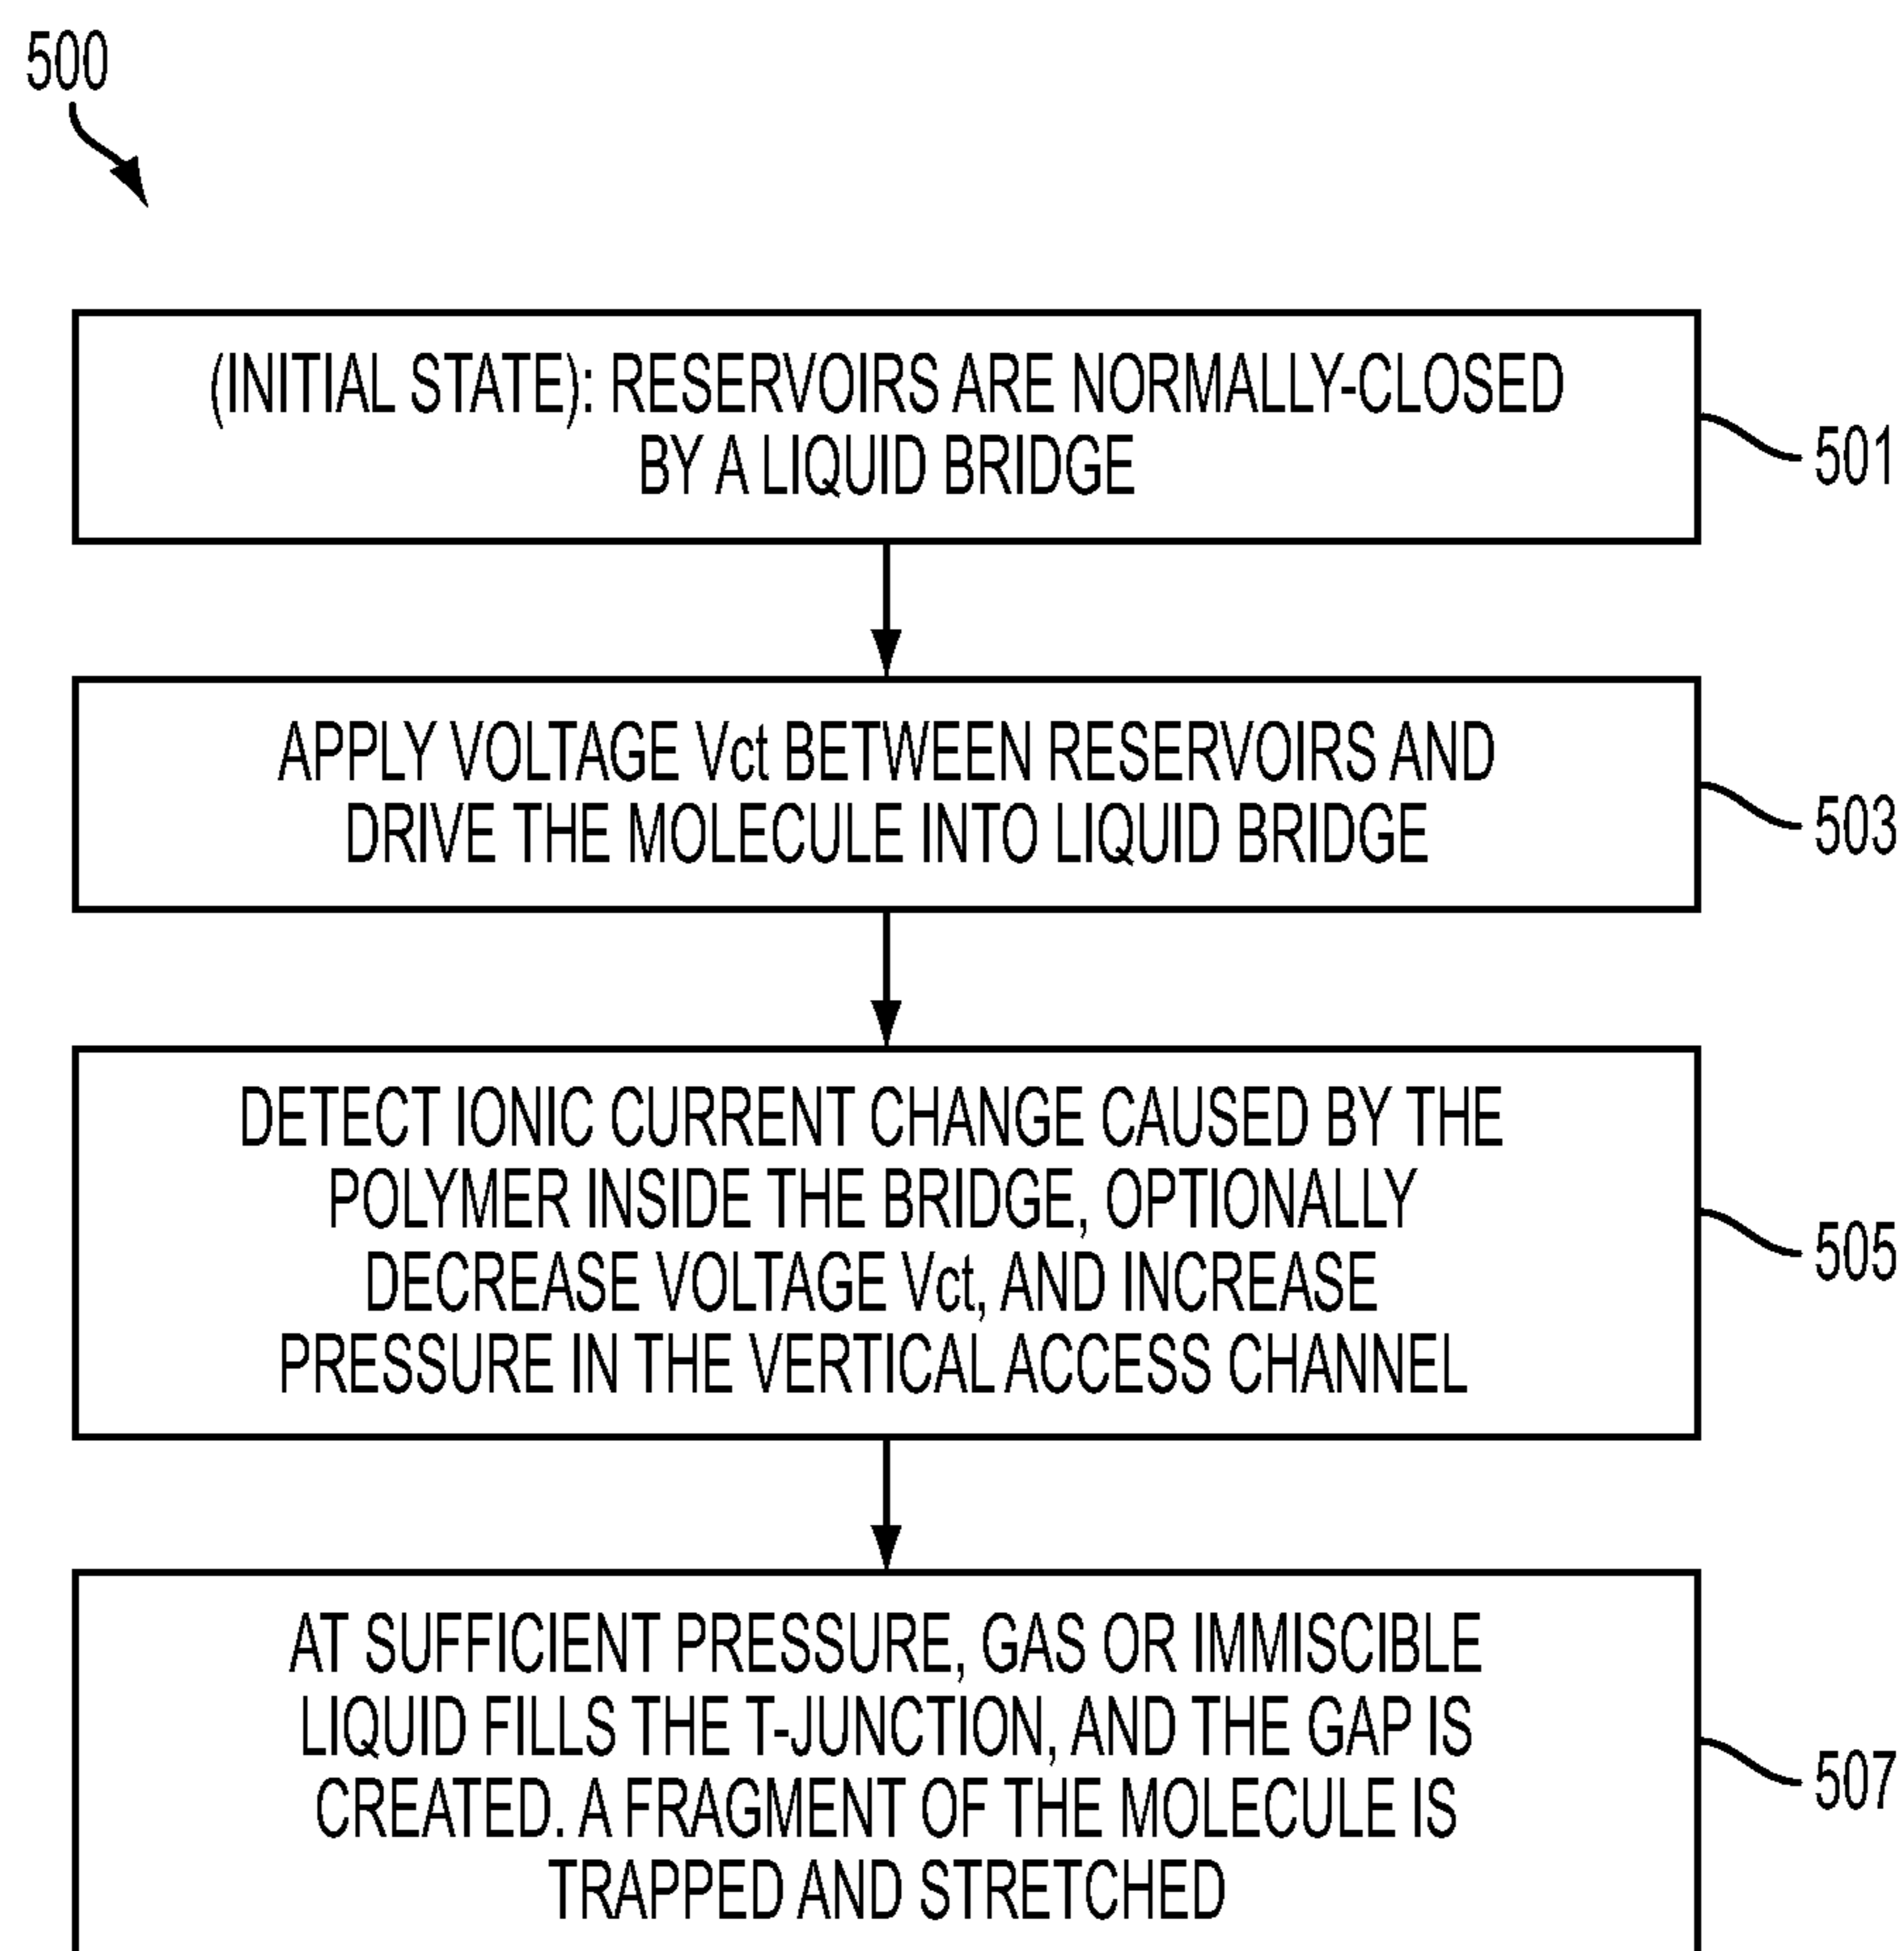 500
(INITIAL STATE): RESERVOIRS ARE NORMALLY-CLOSED
BY A LIQUID BRIDGE
501
APPLY VOLTAGE Vct BETWEEN RESERVOIRS AND
DRIVE THE MOLECULE INTO LIQUID BRIDGE
503
DETECT IONIC CURRENT CHANGE CAUSED BY THE
POLYMER INSIDE THE BRIDGE, OPTIONALLY
DECREASE VOLTAGE Vct, AND INCREASE
PRESSURE IN THE VERTICAL ACCESS CHANNEL
505
AT SUFFICIENT PRESSURE, GAS OR IMMISCIBLE
LIQUID FILLS THE T-JUNCTION, AND THE GAP IS
CREATED. A FRAGMENT OF THE MOLECULE IS
TRAPPED AND STRETCHED
507